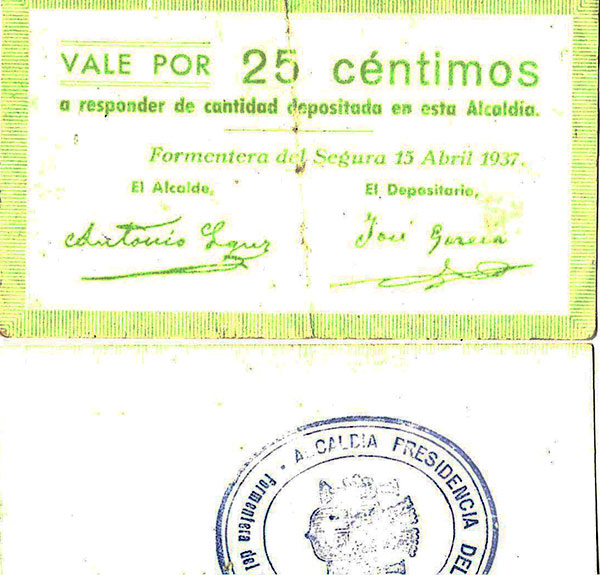 VALE POR 25 céntimos
a responder de cantidad depositada en esta Alcaldía.
Formentera del Segura 15 Abril 1937.
El Alcalde, El Depositario,
Antonio José García
ALCALDIA PRESIDENCIA DEL
Formentera del